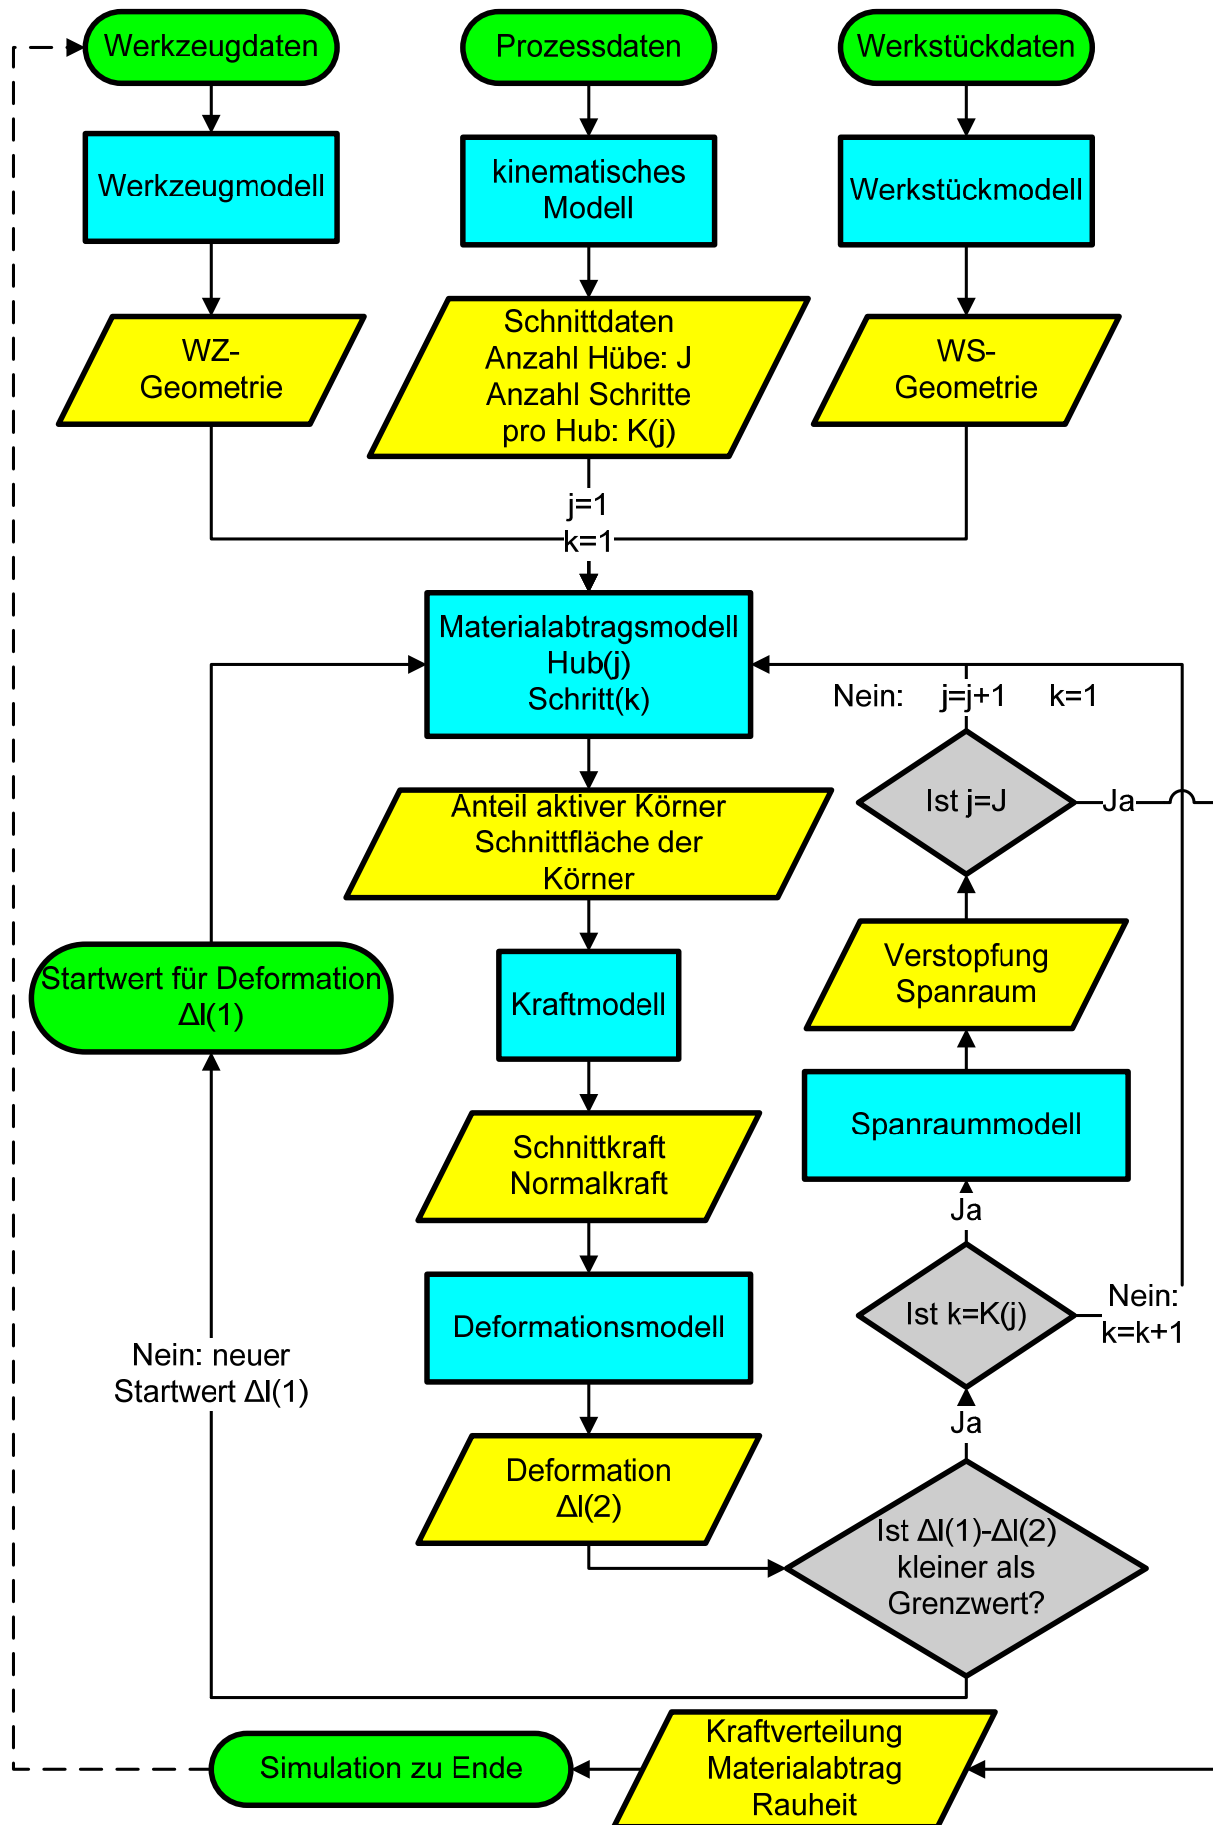 Werkzeugdaten
Prozessdaten
Werkstückdaten
Werkzeugmodell
kinematisches
Modell
Werkstückmodell
WZ-
Geometrie
Schnittdaten
Anzahl Hübe: J
Anzahl Schritte
pro Hub: K(j)
WS-
Geometrie
j=1
k=1
Materialabtragsmodell
Hub(j)
Schritt(k)
Nein: j=j+1 k=1
Ist j=J
Ja
Anteil aktiver Körner
Schnittfläche der
Körner
Startwert für Deformation
Δl(1)
Kraftmodell
Verstopfung
Spanraum
Spanraummodell
Schnittkraft
Normalkraft
Ja
Ist k=K(j)
Nein:
k=k+1
Deformationsmodell
Nein: neuer
Startwert Δl(1)
Ja
Deformation
Δl(2)
Ist Δl(1)-Δl(2)
kleiner als
Grenzwert?
Kraftverteilung
Materialabtrag
Rauheit
Simulation zu Ende